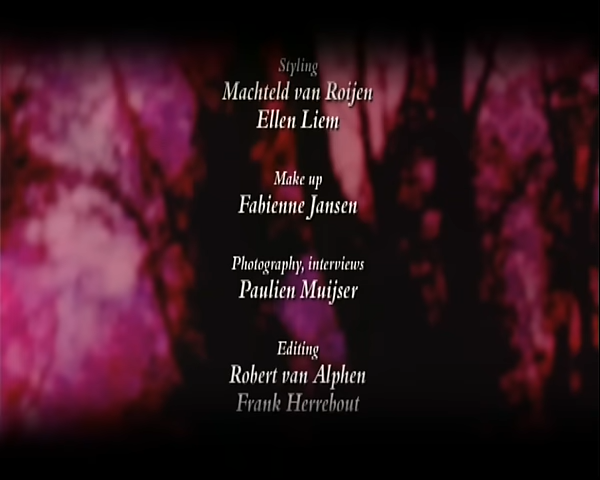 Styling
Machteld van Roijen
Ellen Liem
Make up
Fabienne Jansen
Photography, interviews
Paulien Muijser
Editing
Robert van Alphen
Frank Herrebout